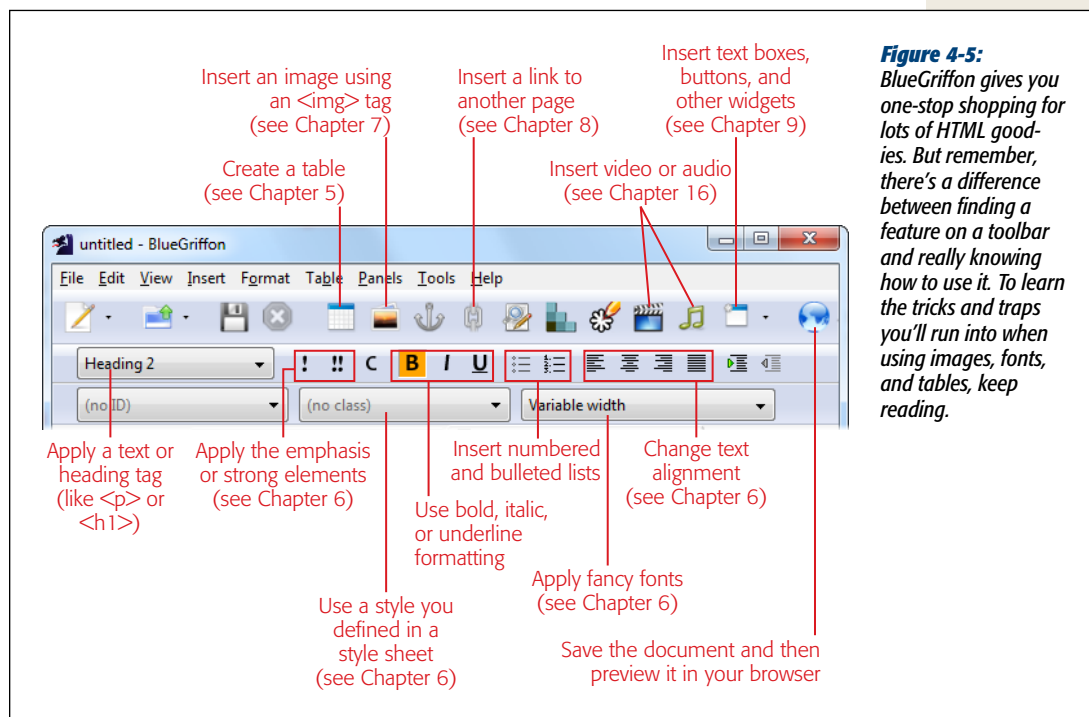 Insert an image using
an <img> tag
(see Chapter 7)
Insert a link to
another page
(see Chapter 8)
Insert text boxes,
buttons, and
other widgets
(see Chapter 9)
Create a table
(see Chapter 5)
Insert video or audio
(see Chapter 16)
untitled - BlueGriffon
File Edit View Insert Format Table Panels Tools Help
Heading 2 ! !! C B I U
(no ID) (no class) Variable width
Apply a text or
heading tag
(like <p> or
<h1>)
Apply the emphasis
or strong elements
(see Chapter 6)
Insert numbered
and bulleted lists
Change text
alignment
(see Chapter 6)
Use bold, italic,
or underline
formatting
Apply fancy fonts
(see Chapter 6)
Use a style you
defined in a
style sheet
(see Chapter 6)
Save the document and then
preview it in your browser
Figure 4-5:
BlueGriffon gives you
one-stop shopping for
lots of HTML good-
ies. But remember,
there's a difference
between finding a
feature on a toolbar
and really knowing
how to use it. To learn
the tricks and traps
you'll run into when
using images, fonts,
and tables, keep
reading.